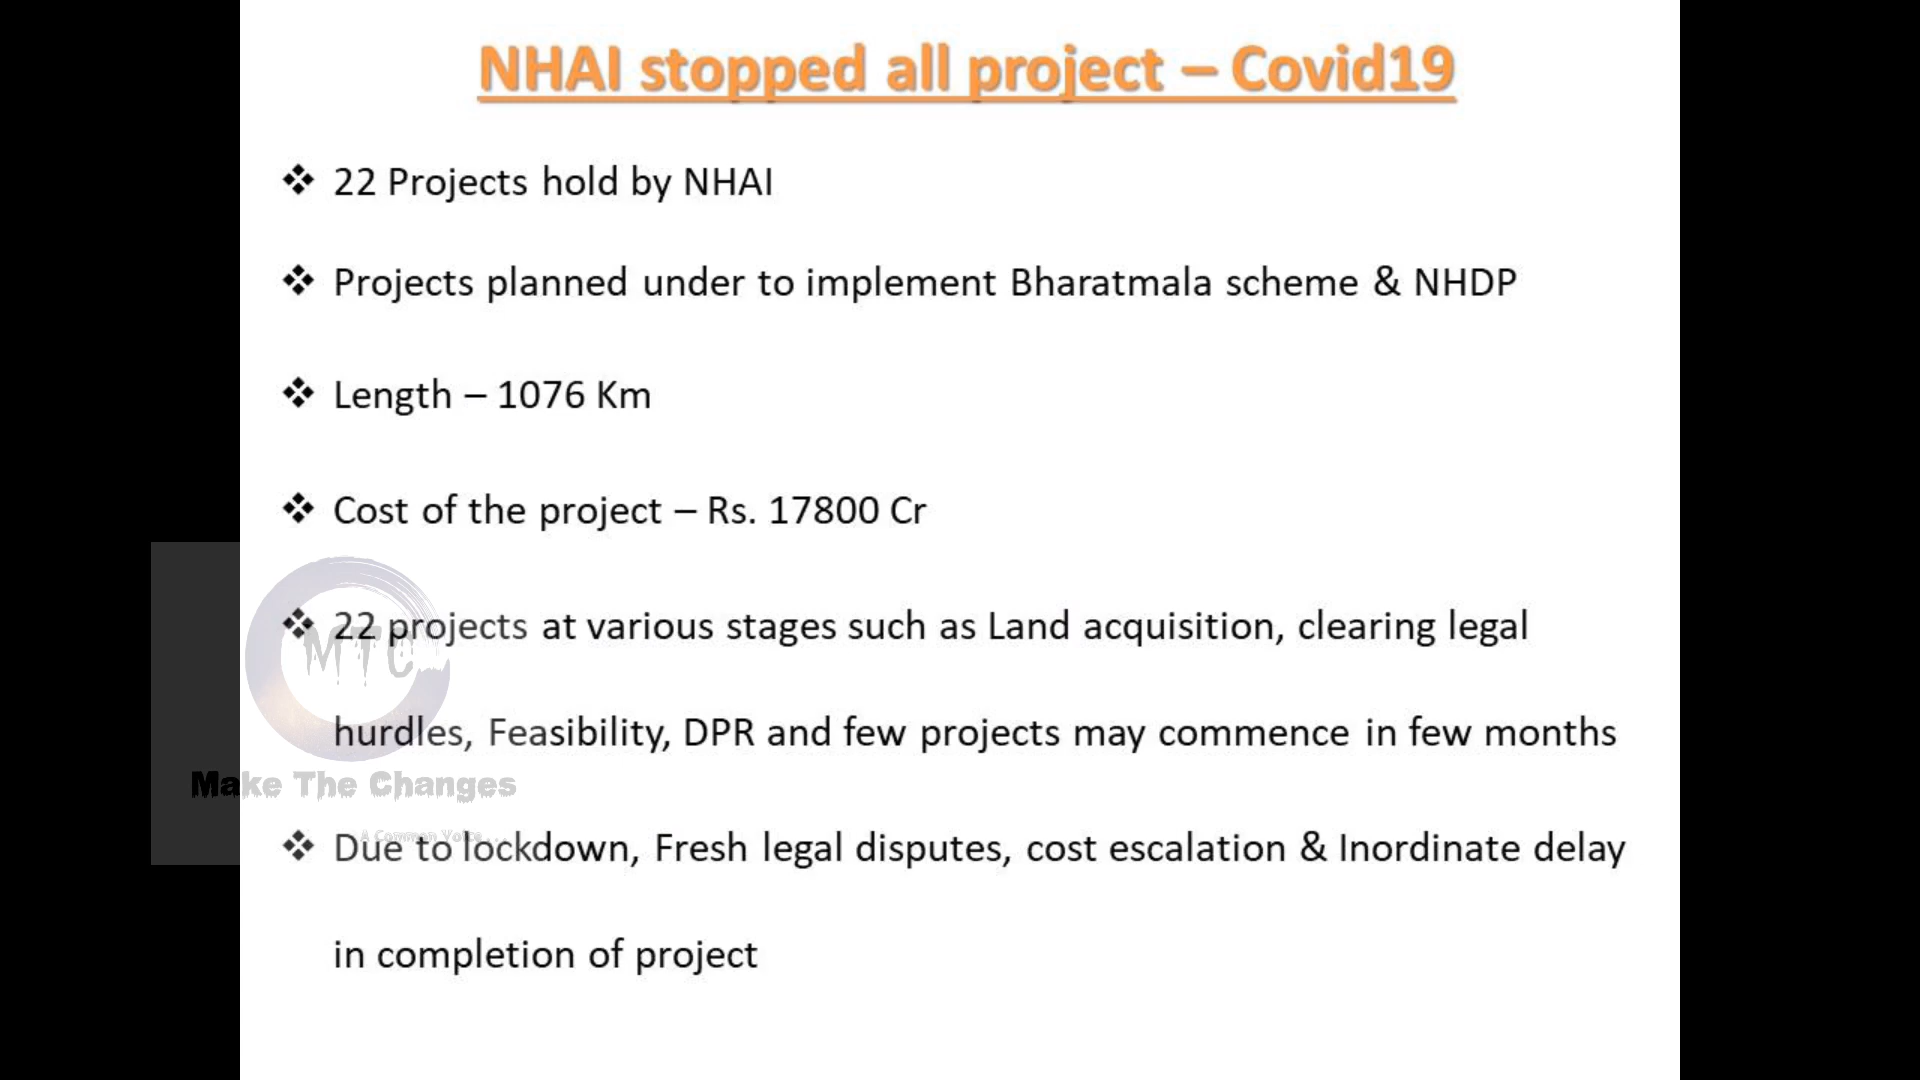 NHAI stopped all project – Covid19
❖ 22 Projects hold by NHAI
❖ Projects planned under to implement Bharatmala scheme & NHDP
❖ Length – 1076 Km
❖ Cost of the project – Rs. 17800 Cr
❖ 22 projects at various stages such as Land acquisition, clearing legal
hurdles, Feasibility, DPR and few projects may commence in few months
❖ Due to lockdown, Fresh legal disputes, cost escalation & Inordinate delay
in completion of project
MTC
Make The Changes
A Common Voice....